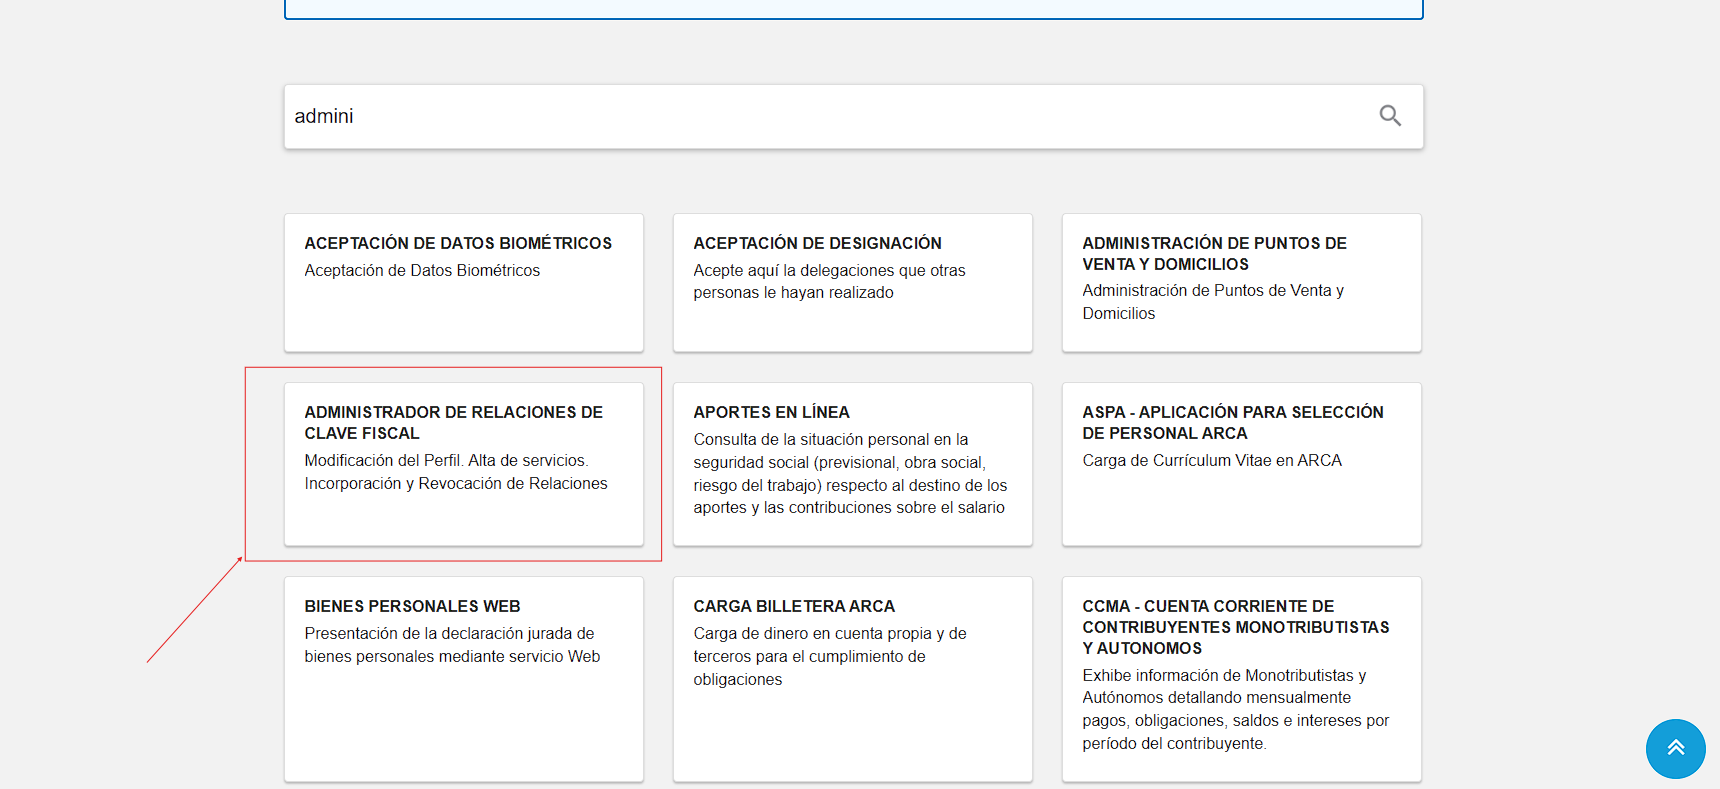 admini
ACEPTACIÓN DE DATOS BIOMÉTRICOS
Aceptación de Datos Biométricos
ACEPTACIÓN DE DESIGNACIÓN
Acepte aquí la delegaciones que otras
personas le hayan realizado
ADMINISTRACIÓN DE PUNTOS DE
VENTA Y DOMICILIOS
Administración de Puntos de Venta y
Domicilios
ADMINISTRADOR DE RELACIONES DE
CLAVE FISCAL
Modificación del Perfil. Alta de servicios.
Incorporación y Revocación de Relaciones
APORTES EN LÍNEA
Consulta de la situación personal en la
seguridad social (previsional, obra social,
riesgo del trabajo) respecto al destino de los
aportes y las contribuciones sobre el salario
ASPA - APLICACIÓN PARA SELECCIÓN
DE PERSONAL ARCA
Carga de Currículum Vitae en ARCA
BIENES PERSONALES WEB
Presentación de la declaración jurada de
bienes personales mediante servicio Web
CARGA BILLETERA ARCA
Carga de dinero en cuenta propia y de
terceros para el cumplimiento de
obligaciones
CCMA - CUENTA CORRIENTE DE
CONTRIBUYENTES MONOTRIBUTISTAS
Y AUTONOMOS
Exhibe información de Monotributistas y
Autónomos detallando mensualmente
pagos, obligaciones, saldos e intereses por
período del contribuyente.